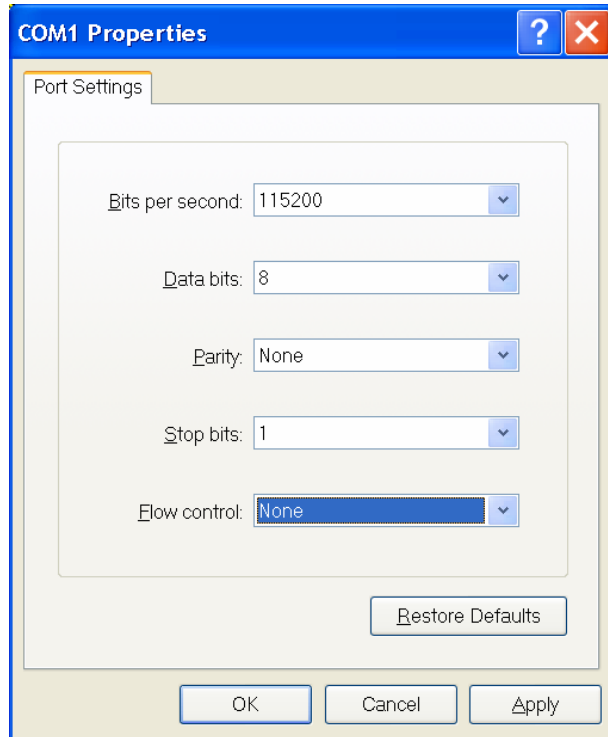 COM1 Properties
?
Port Settings
Bits per second: 115200
Data bits: 8
Parity: None
Stop bits: 1
Flow control: None
Restore Defaults
OK Cancel Apply